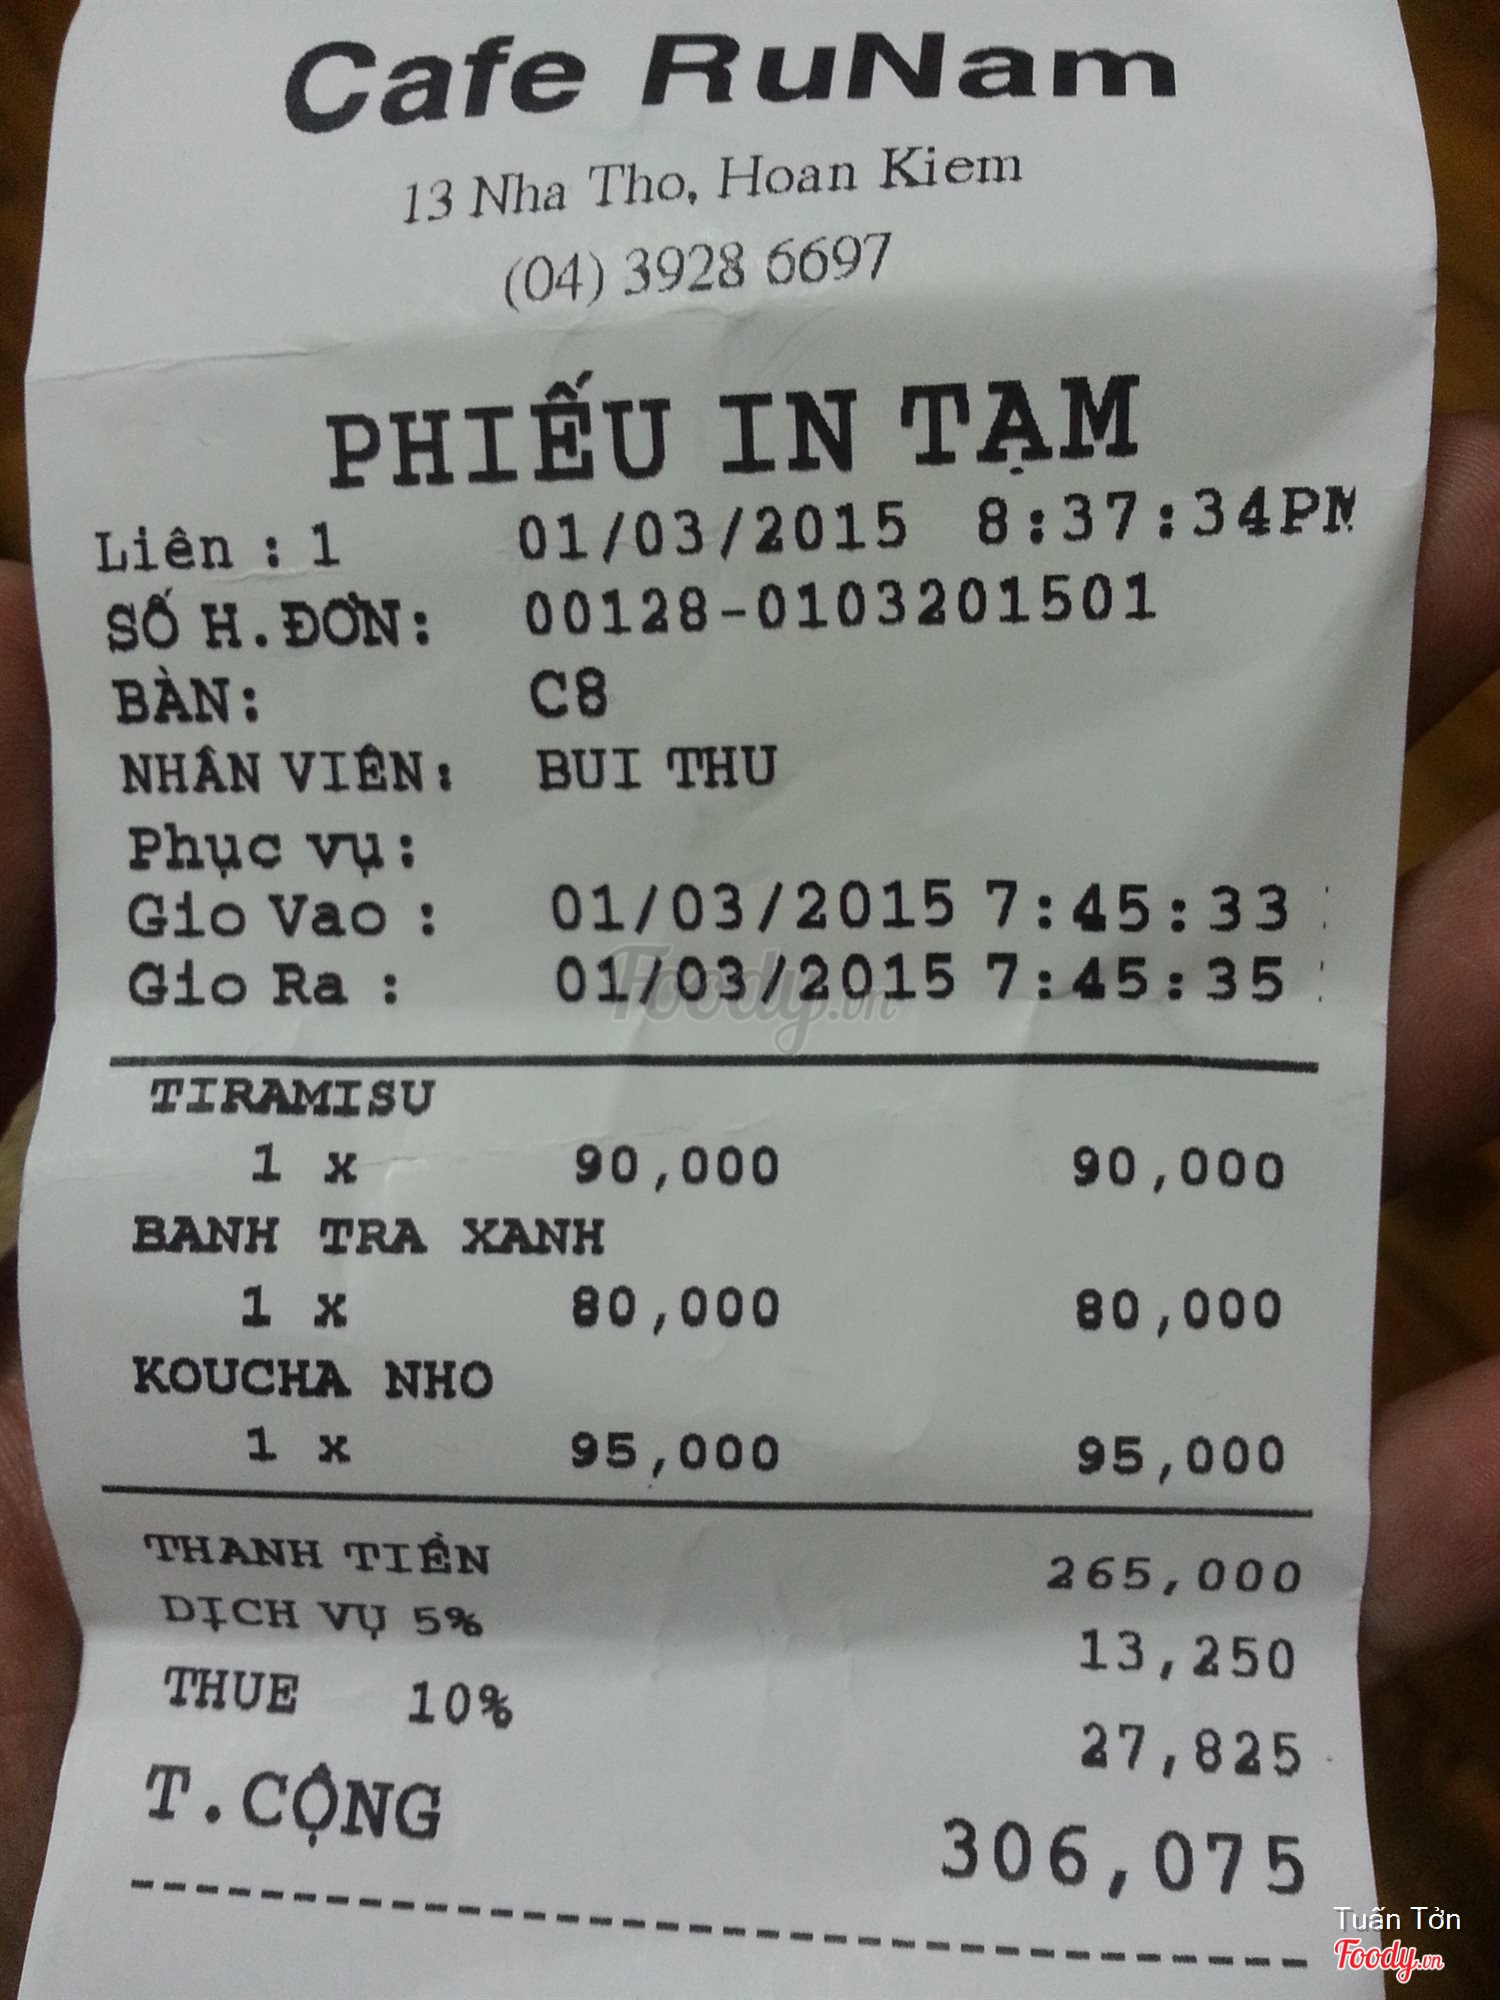 Cafe RuNam
13 Nha Tho, Hoan Kiem
(04) 3928 6697
PHIẾU IN TẠM
Liên : 1 01/03/2015 8:37:34PM
SỐ H.ĐƠN: 00128-0103201501
BÀN: C8
NHÂN VIÊN: BUI THU
Phục vụ:
Gio Vao : 01/03/2015 7:45:33
Gio Ra : 01/03/2015 7:45:35
Foody.vn
TIRAMISU
1 x 90,000 90,000
BANH TRA XANH
1 x 80,000 80,000
KOUCHA NHO
1 x 95,000 95,000
THANH TIỀN 265,000
DỊCH VỤ 5% 13,250
THUE 10% 27,825
T.CỘNG 306,075
Tuấn Tởn
Foody.vn